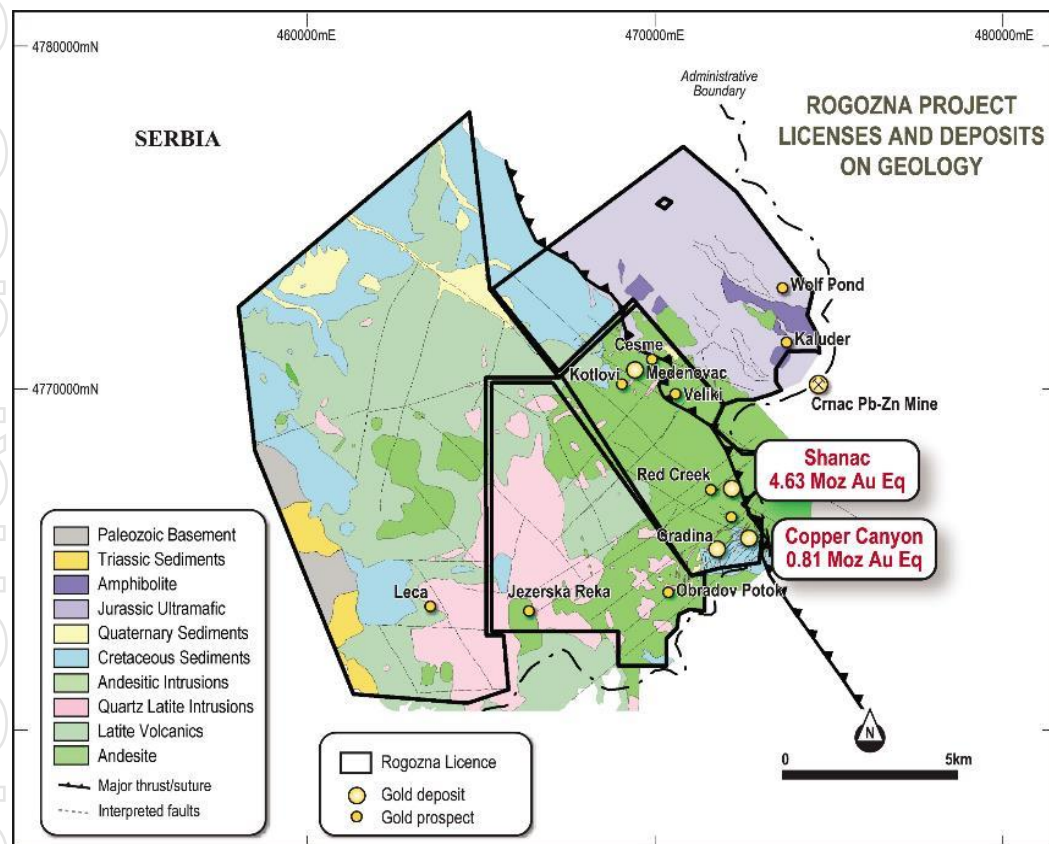 460000mE
470000mE
480000mE
4780000mN
4770000mN
Administrative
Boundary
ROGOZNA PROJECT
LICENSES AND DEPOSITS
ON GEOLOGY
SERBIA
Wolf Pond
Kaluder
Cesme
Medenovac
Kotlovi
Veliki
Crnac Pb-Zn Mine
Shanac
4.63 Moz Au Eq
Red Creek
Copper Canyon
0.81 Moz Au Eq
Gradina
Obradov Potok
Leca
Jezerska Reka
Paleozoic Basement
Triassic Sediments
Amphibolite
Jurassic Ultramafic
Quaternary Sediments
Cretaceous Sediments
Andesitic Intrusions
Quartz Latite Intrusions
Latite Volcanics
Andesite
Major thrust/suture
Interpreted faults
Rogozna Licence
Gold deposit
Gold prospect
N
0
5km